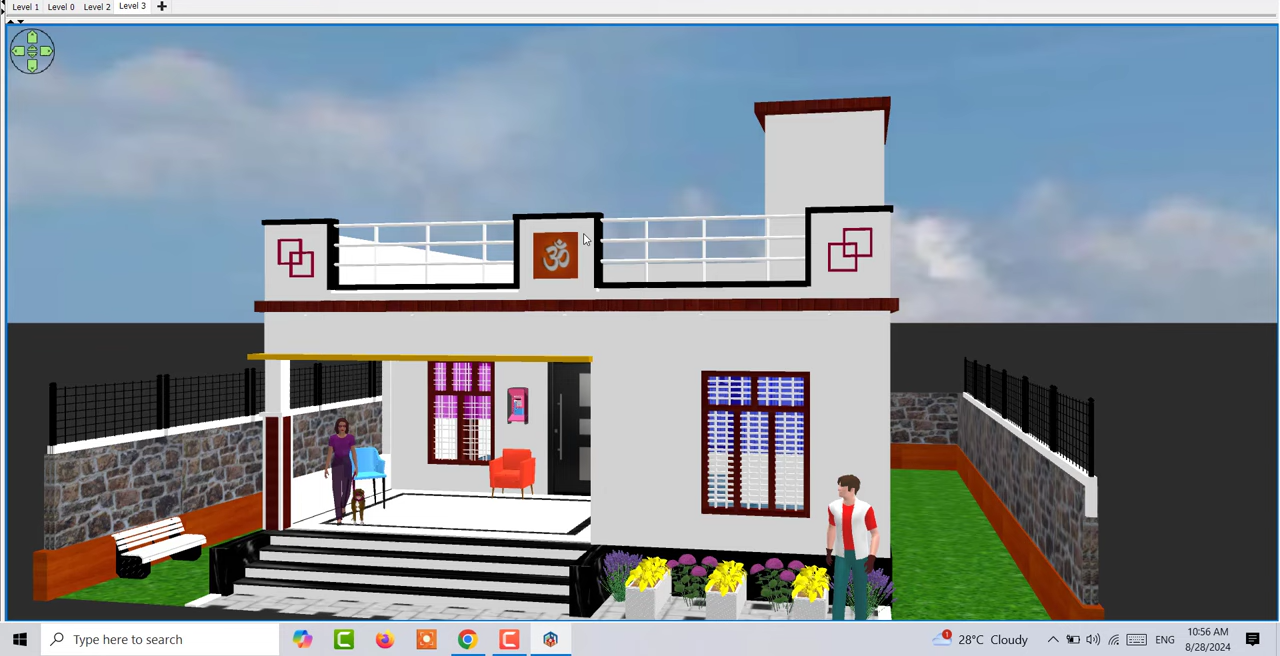 Level 1 Level 0 Level 2 Level 3
ॐ
Type here to search
1
28°C Cloudy
ENG
10:56 AM
8/28/2024